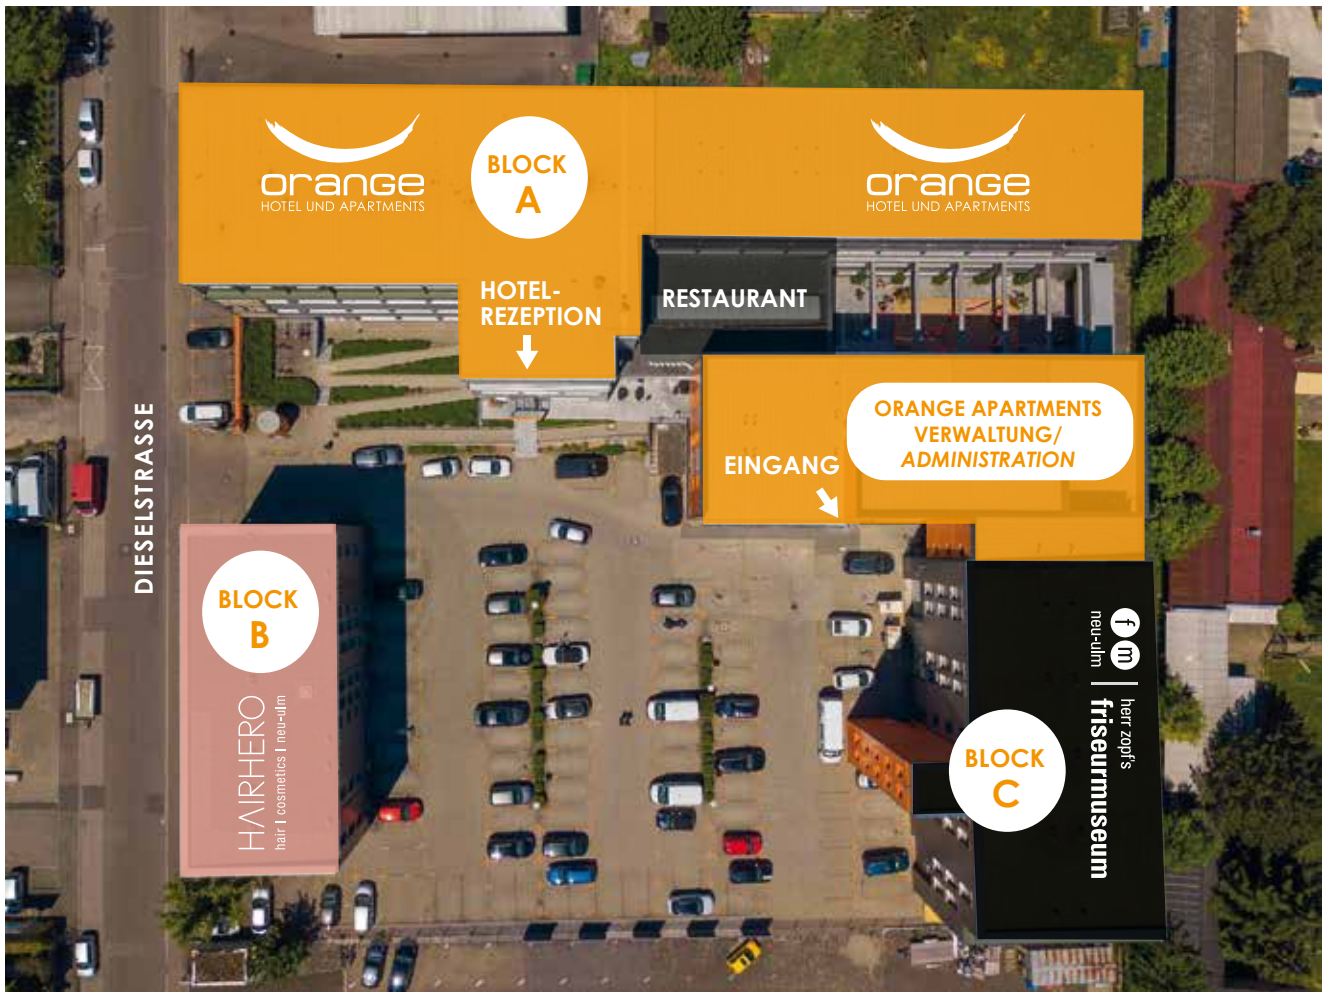 orange
HOTEL UND APARTMENTS
BLOCK
A
orange
HOTEL UND APARTMENTS
HOTEL-
REZEPTION
RESTAURANT
ORANGE APARTMENTS
VERWALTUNG/
ADMINISTRATION
EINGANG
DIESELSTRASSE
BLOCK
B
HAIRHERO
hair | cosmetics | neu-ulm
fm
neu-ulm
herr zopf's
friseurmuseum
BLOCK
C